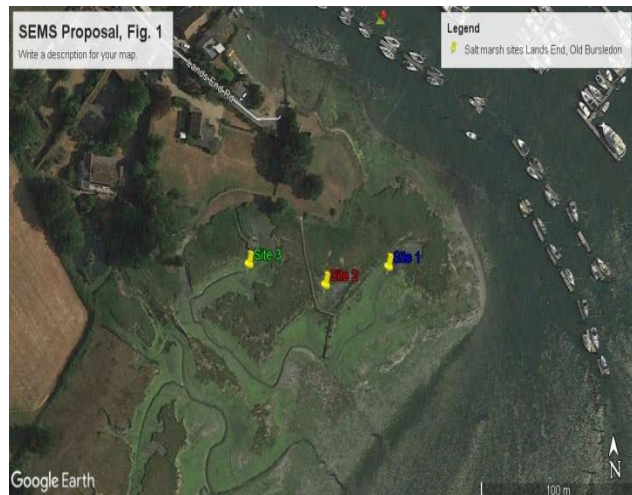 SEMS Proposal, Fig. 1
Write a description for your map.
Legend
Salt marsh sites Lands End, Old Bursledon
Lands-End-Rd
Site 3
Site 2
Site 1
Google Earth
N
100 m